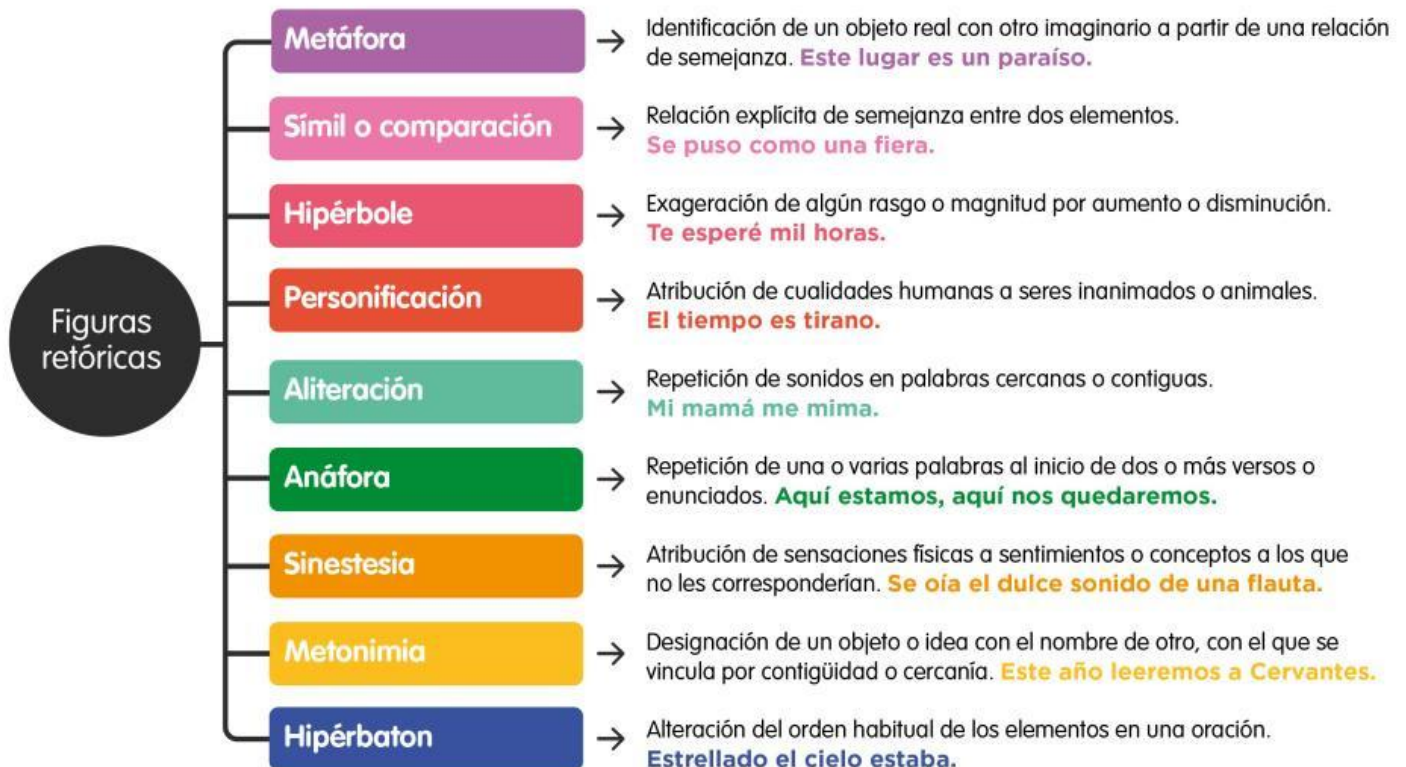 Figuras
retóricas
Metáfora
→ Identificación de un objeto real con otro imaginario a partir de una relación
de semejanza. Este lugar es un paraíso.
Símil o comparación
→ Relación explícita de semejanza entre dos elementos.
Se puso como una fiera.
Hipérbole
→ Exageración de algún rasgo o magnitud por aumento o disminución.
Te esperé mil horas.
Personificación
→ Atribución de cualidades humanas a seres inanimados o animales.
El tiempo es tirano.
Aliteración
→ Repetición de sonidos en palabras cercanas o contiguas.
Mi mamá me mima.
Anáfora
→ Repetición de una o varias palabras al inicio de dos o más versos o
enunciados. Aquí estamos, aquí nos quedaremos.
Sinestesia
→ Atribución de sensaciones físicas a sentimientos o conceptos a los que
no les corresponderían. Se oía el dulce sonido de una flauta.
Metonimia
→ Designación de un objeto o idea con el nombre de otro, con el que se
vincula por contigüidad o cercanía. Este año leeremos a Cervantes.
Hipérbaton
→ Alteración del orden habitual de los elementos en una oración.
Estrellado el cielo estaba.